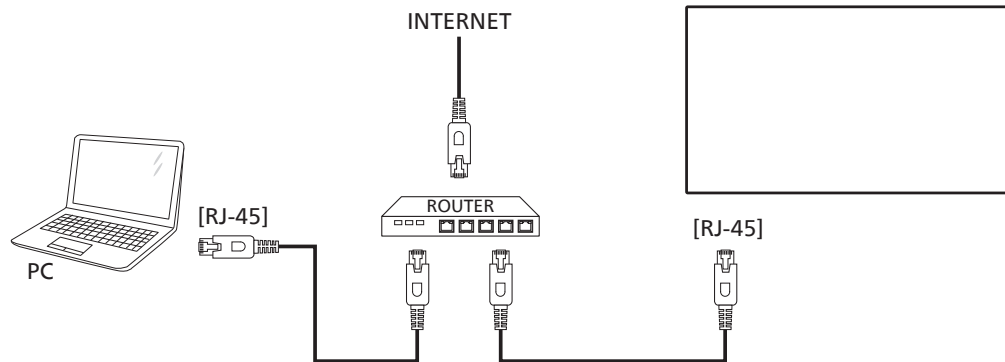 INTERNET
ROUTER
[RJ-45]
[RJ-45]
PC